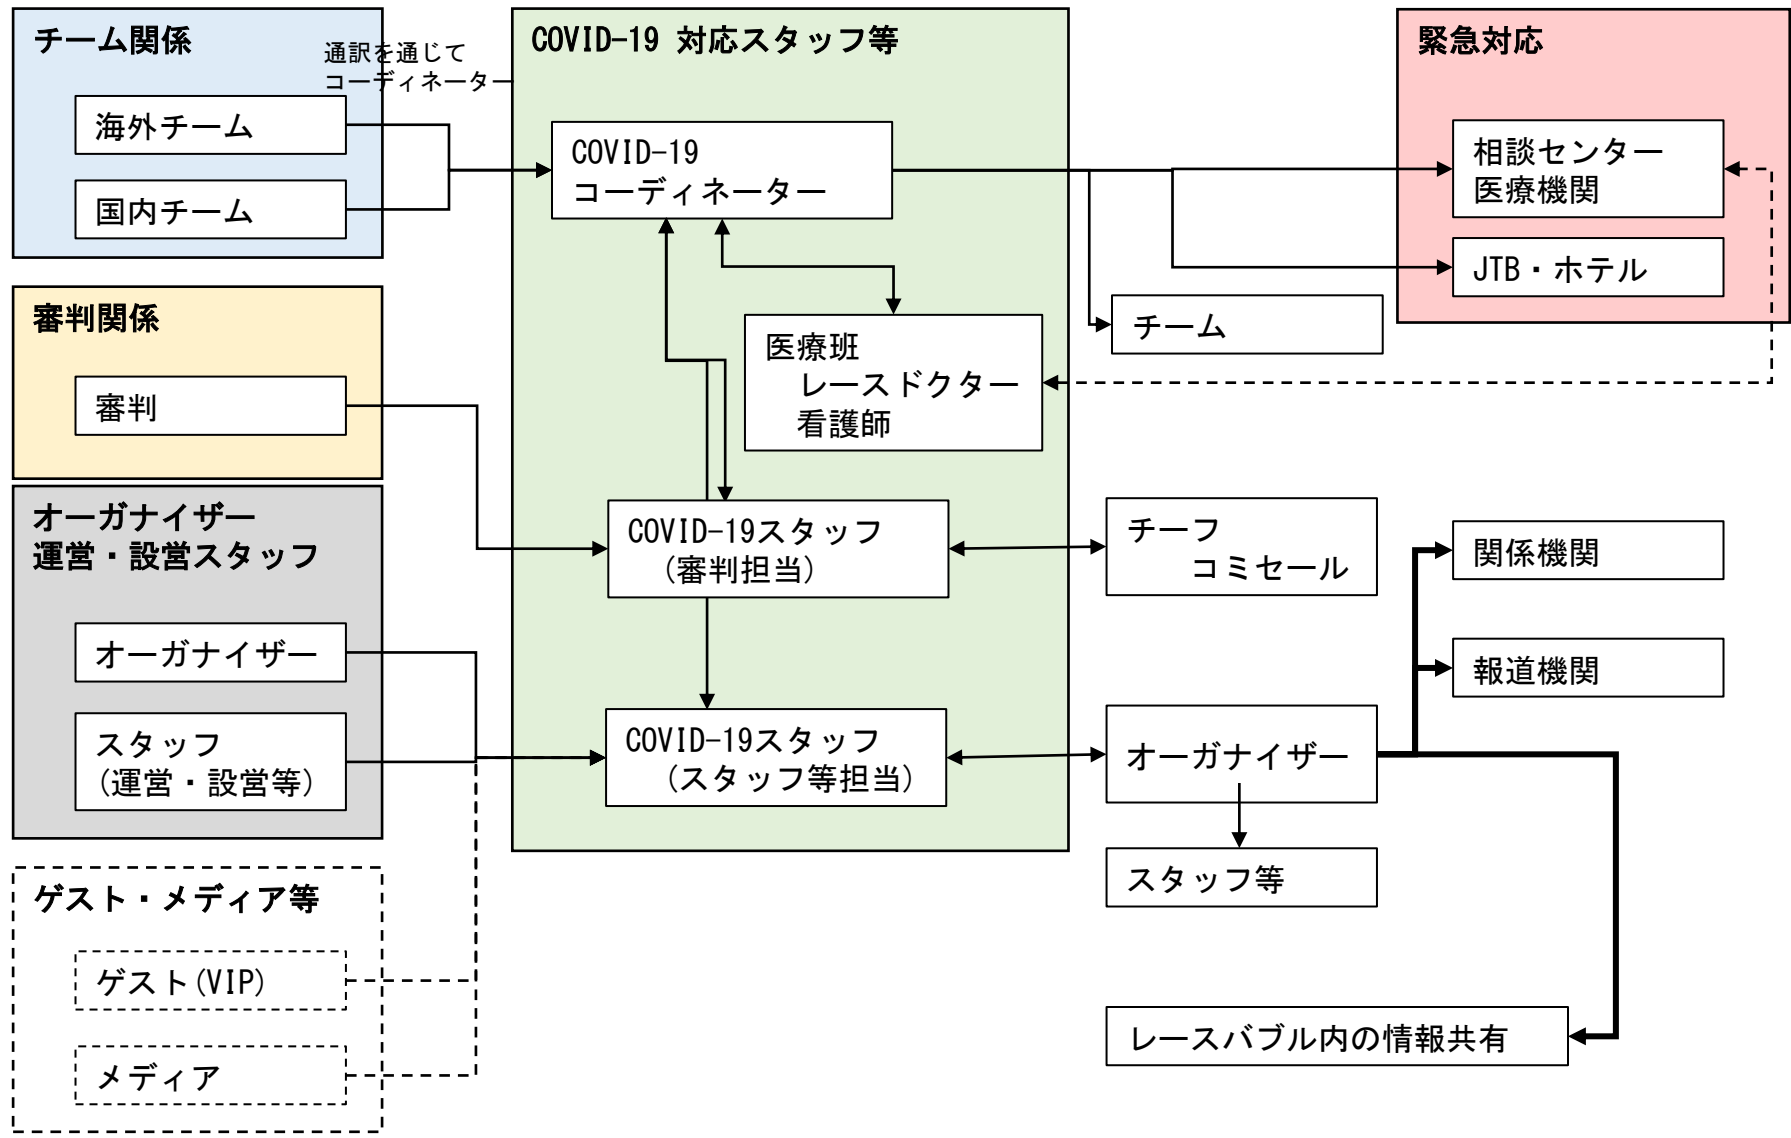 チーム関係
通訳を通じて
コーディネーター
海外チーム
国内チーム
審判関係
審判
オーガナイザー
運営・設営スタッフ
オーガナイザー
スタッフ
(運営・設営等)
ゲスト・メディア等
ゲスト(VIP)
メディア
COVID-19 対応スタッフ等
COVID-19
コーディネーター
医療班
レースドクター
看護師
COVID-19スタッフ
(審判担当)
COVID-19スタッフ
(スタッフ等担当)
緊急対応
相談センター
医療機関
JTB・ホテル
チーム
チーフ
コミセール
関係機関
報道機関
オーガナイザー
スタッフ等
レースバブル内の情報共有